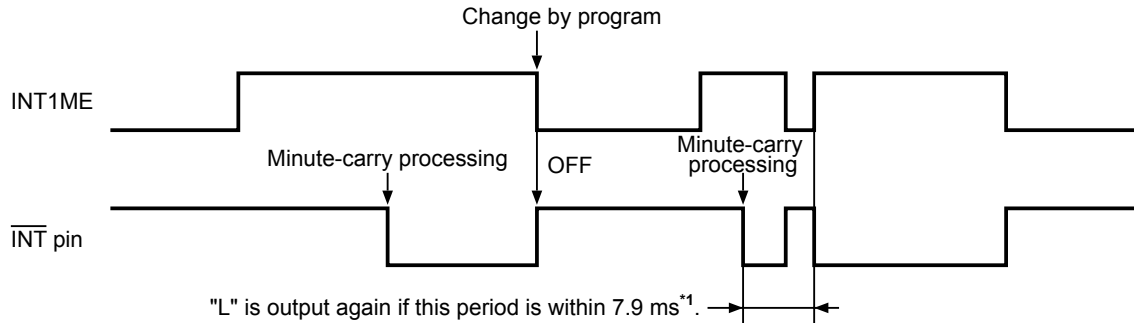 Change by program
INT1ME
Minute-carry processing
OFF
Minute-carry
processing
INT pin
"L" is output again if this period is within 7.9 ms*1.